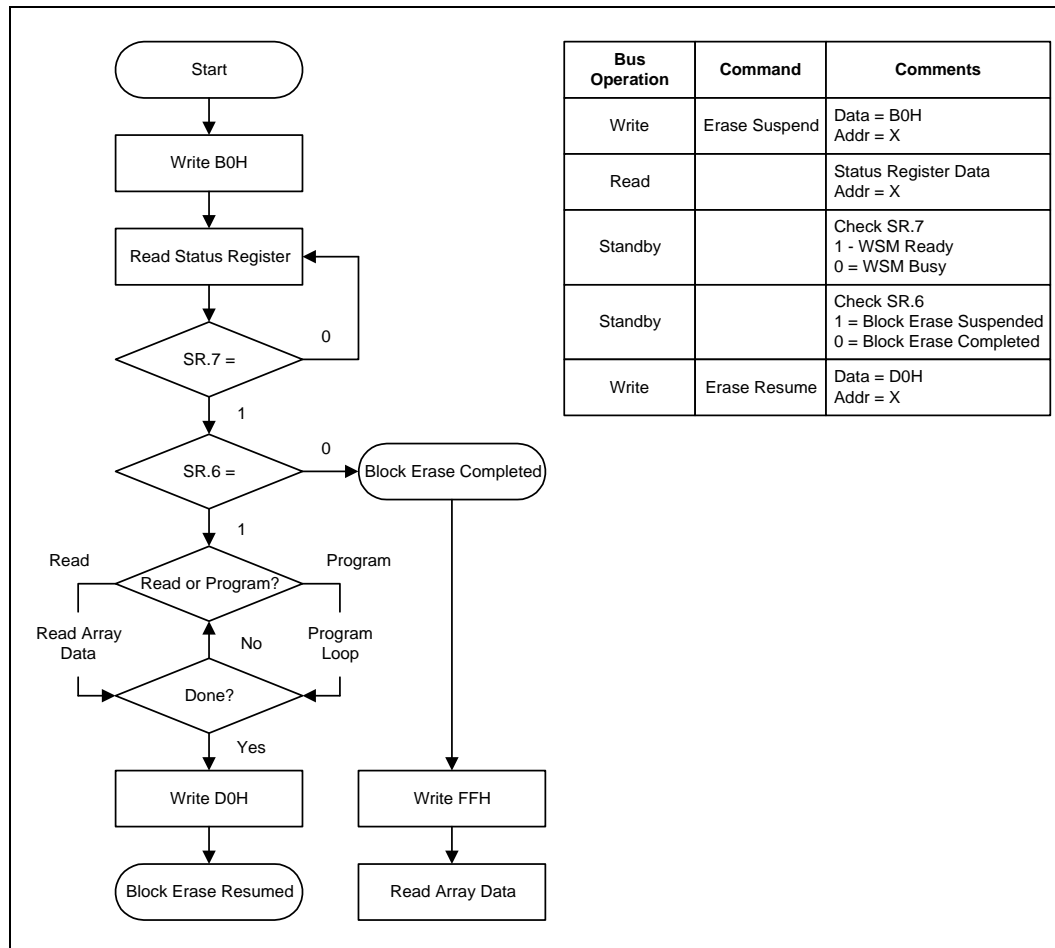 Start
Write B0H
Read Status Register
0
SR.7 =
1
0
SR.6 =
Block Erase Completed
1
Read
Program
Read or Program?
Read Array
Data
No
Program
Loop
Done?
Yes
Write D0H
Write FFH
Block Erase Resumed
Read Array Data
Bus
Operation
Command
Comments
Write
Erase Suspend
Data = B0H
Addr = X
Read
Status Register Data
Addr = X
Standby
Check SR.7
1 - WSM Ready
0 = WSM Busy
Standby
Check SR.6
1 = Block Erase Suspended
0 = Block Erase Completed
Write
Erase Resume
Data = D0H
Addr = X